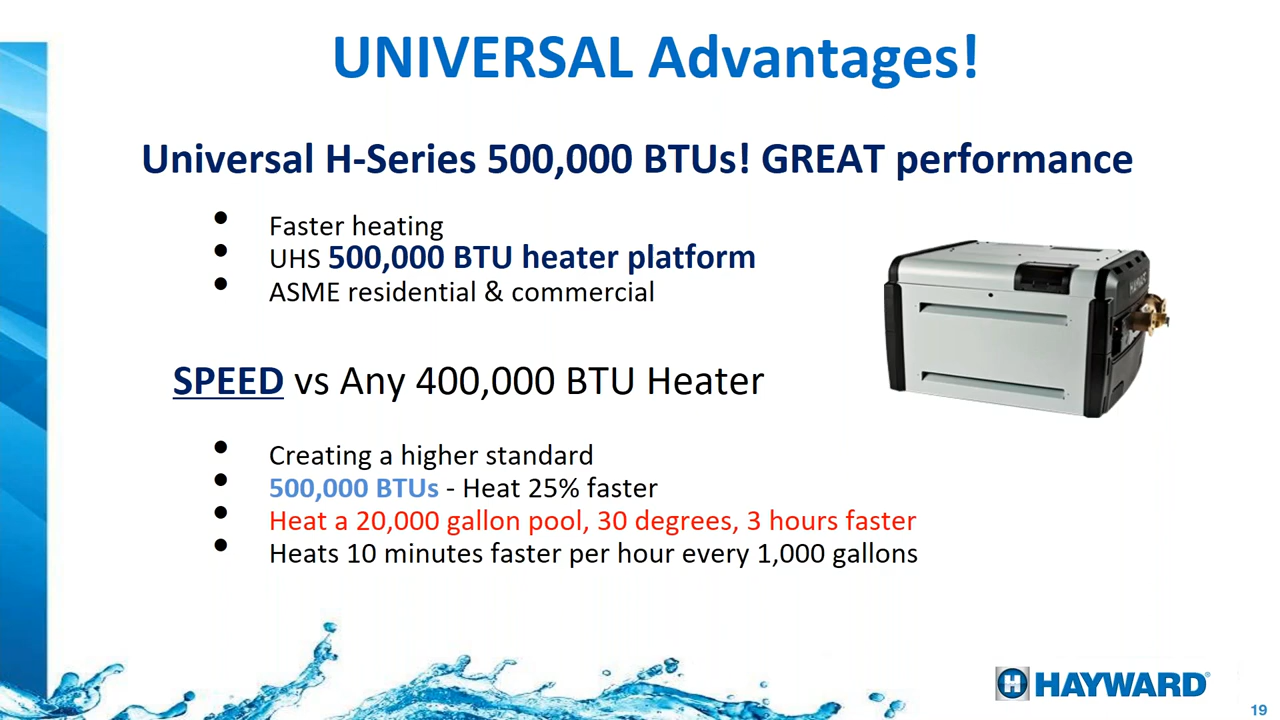 UNIVERSAL Advantages!
Universal H-Series 500,000 BTUs! GREAT performance
• Faster heating
• UHS 500,000 BTU heater platform
• ASME residential & commercial
SPEED vs Any 400,000 BTU Heater
• Creating a higher standard
• 500,000 BTUs - Heat 25% faster
• Heat a 20,000 gallon pool, 30 degrees, 3 hours faster
• Heats 10 minutes faster per hour every 1,000 gallons
H HAYWARD®
19